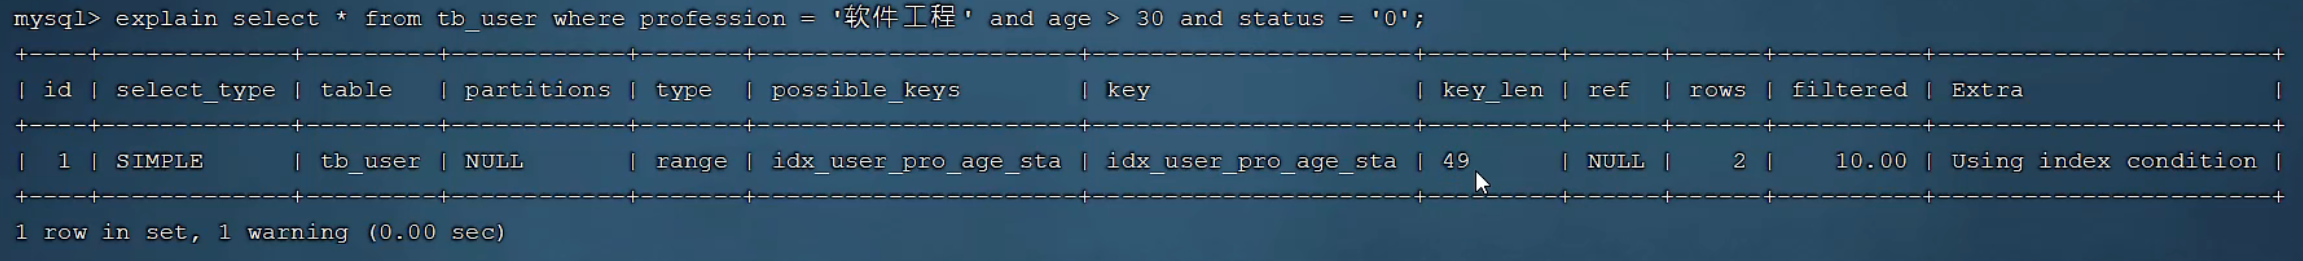 mysql> explain select * from tb_user where profession = '软件工程' and age > 30 and status = '0';
+----+-------------+---------+------------+-------+----------------------+----------------------+---------+------+------+----------+-----------------------+
| id | select_type | table   | partitions | type  | possible_keys        | key                  | key_len | ref  | rows | filtered | Extra                 |
+----+-------------+---------+------------+-------+----------------------+----------------------+---------+------+------+----------+-----------------------+
|  1 | SIMPLE      | tb_user | NULL       | range | idx_user_pro_age_sta | idx_user_pro_age_sta | 49      | NULL |    2 |    10.00 | Using index condition |
+----+-------------+---------+------------+-------+----------------------+----------------------+---------+------+------+----------+-----------------------+
1 row in set, 1 warning (0.00 sec)